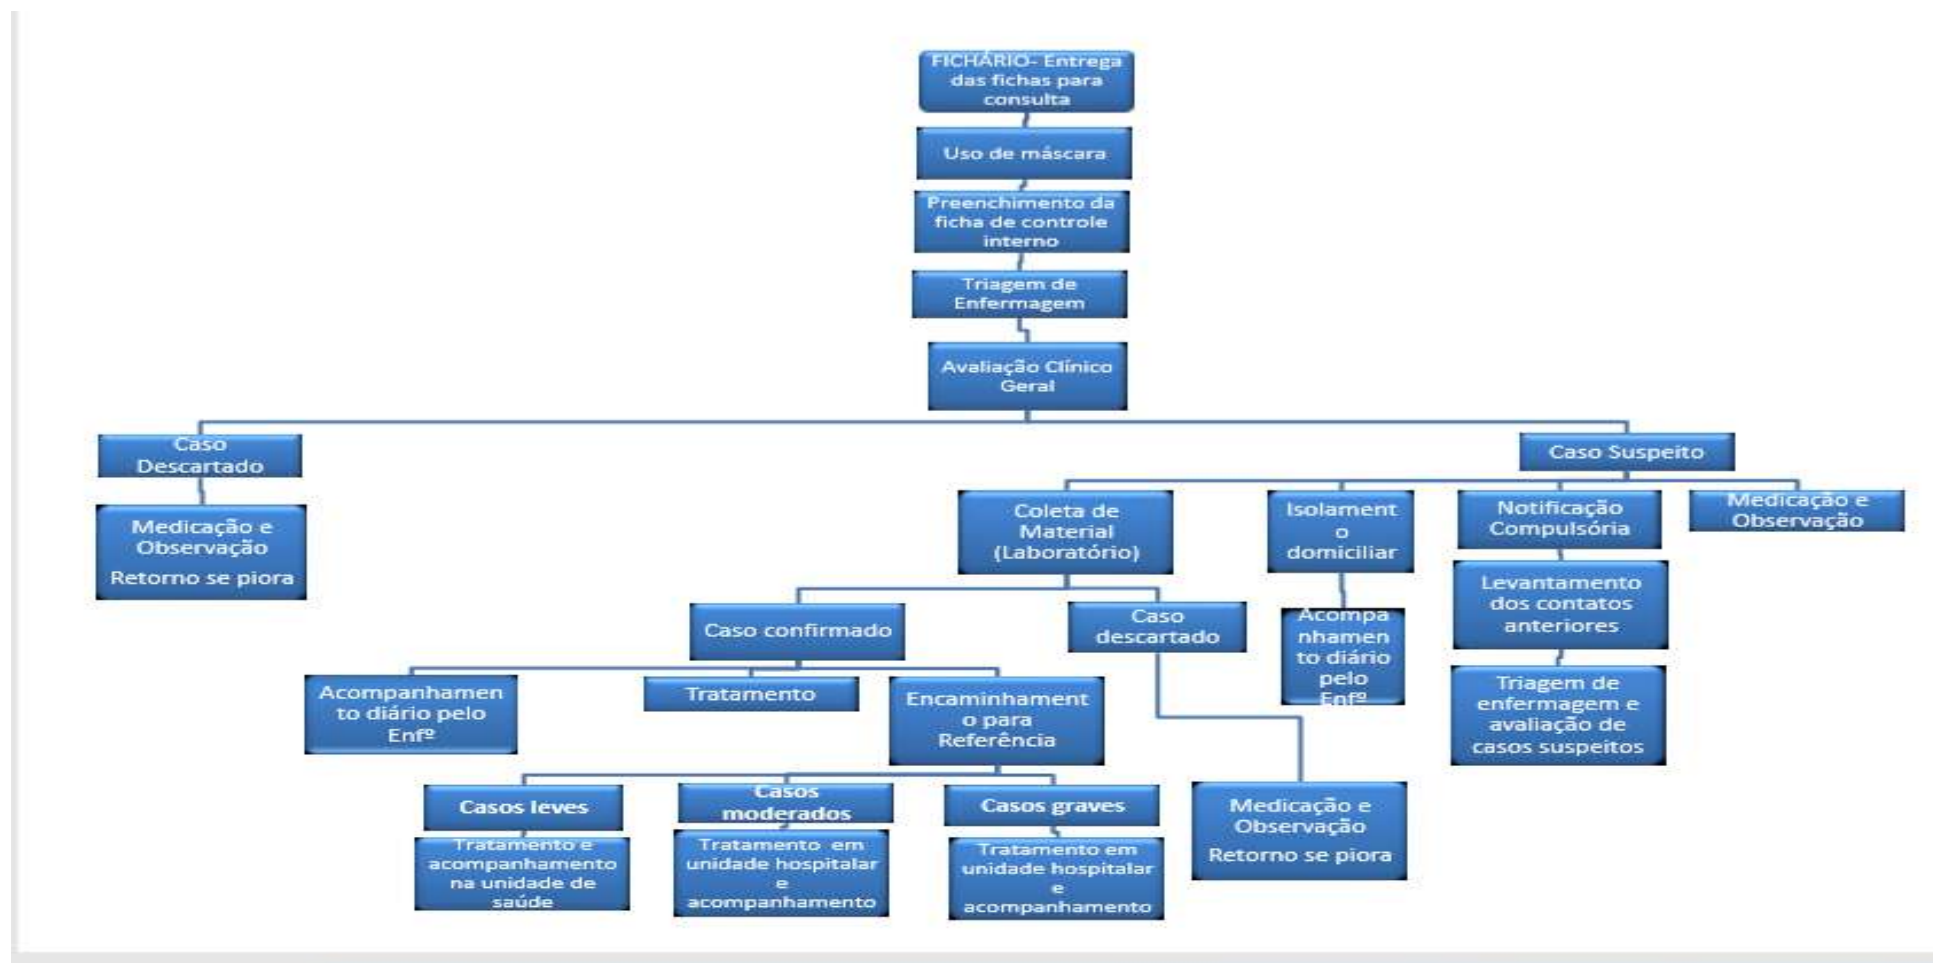 FICHÁRIO- Entrega
das fichas para
consulta
Uso de máscara
Preenchimento da
ficha de controle
interno
Triagem de
Enfermagem
Avaliação Clínico
Geral
Caso
Descartado
Caso Suspeito
Medicação e
Observação
Retorno se piora
Coleta de
Material
(Laboratório)
Isolament
o
domiciliar
Notificação
Compulsória
Medicação e
Observação
Levantamento
dos contatos
anteriores
Caso confirmado
Caso
descartado
Acompa
nhamen
to diário
pelo
Enfº
Triagem de
enfermagem e
avaliação de
casos suspeitos
Acompanhamen
to diário pelo
Enfº
Tratamento
Encaminhament
o para
Referência
Casos leves
Casos
moderados
Casos graves
Medicação e
Observação
Retorno se piora
Tratamento e
acompanhamento
na unidade de
saúde
Tratamento em
unidade hospitalar
e
acompanhamento
Tratamento em
unidade hospitalar
e
acompanhamento